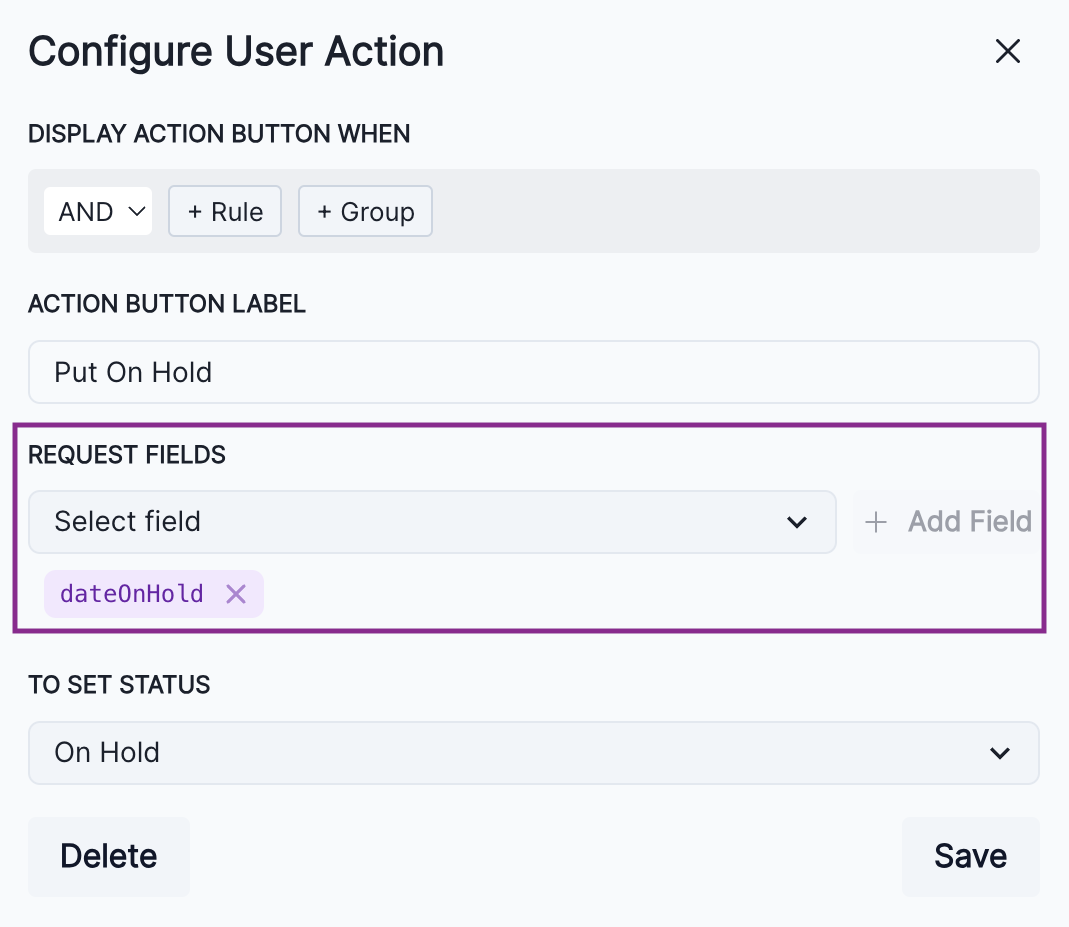 Configure User Action
DISPLAY ACTION BUTTON WHEN
AND + Rule + Group
ACTION BUTTON LABEL
Put On Hold
REQUEST FIELDS
Select field + Add Field
dateOnHold
TO SET STATUS
On Hold
Delete Save